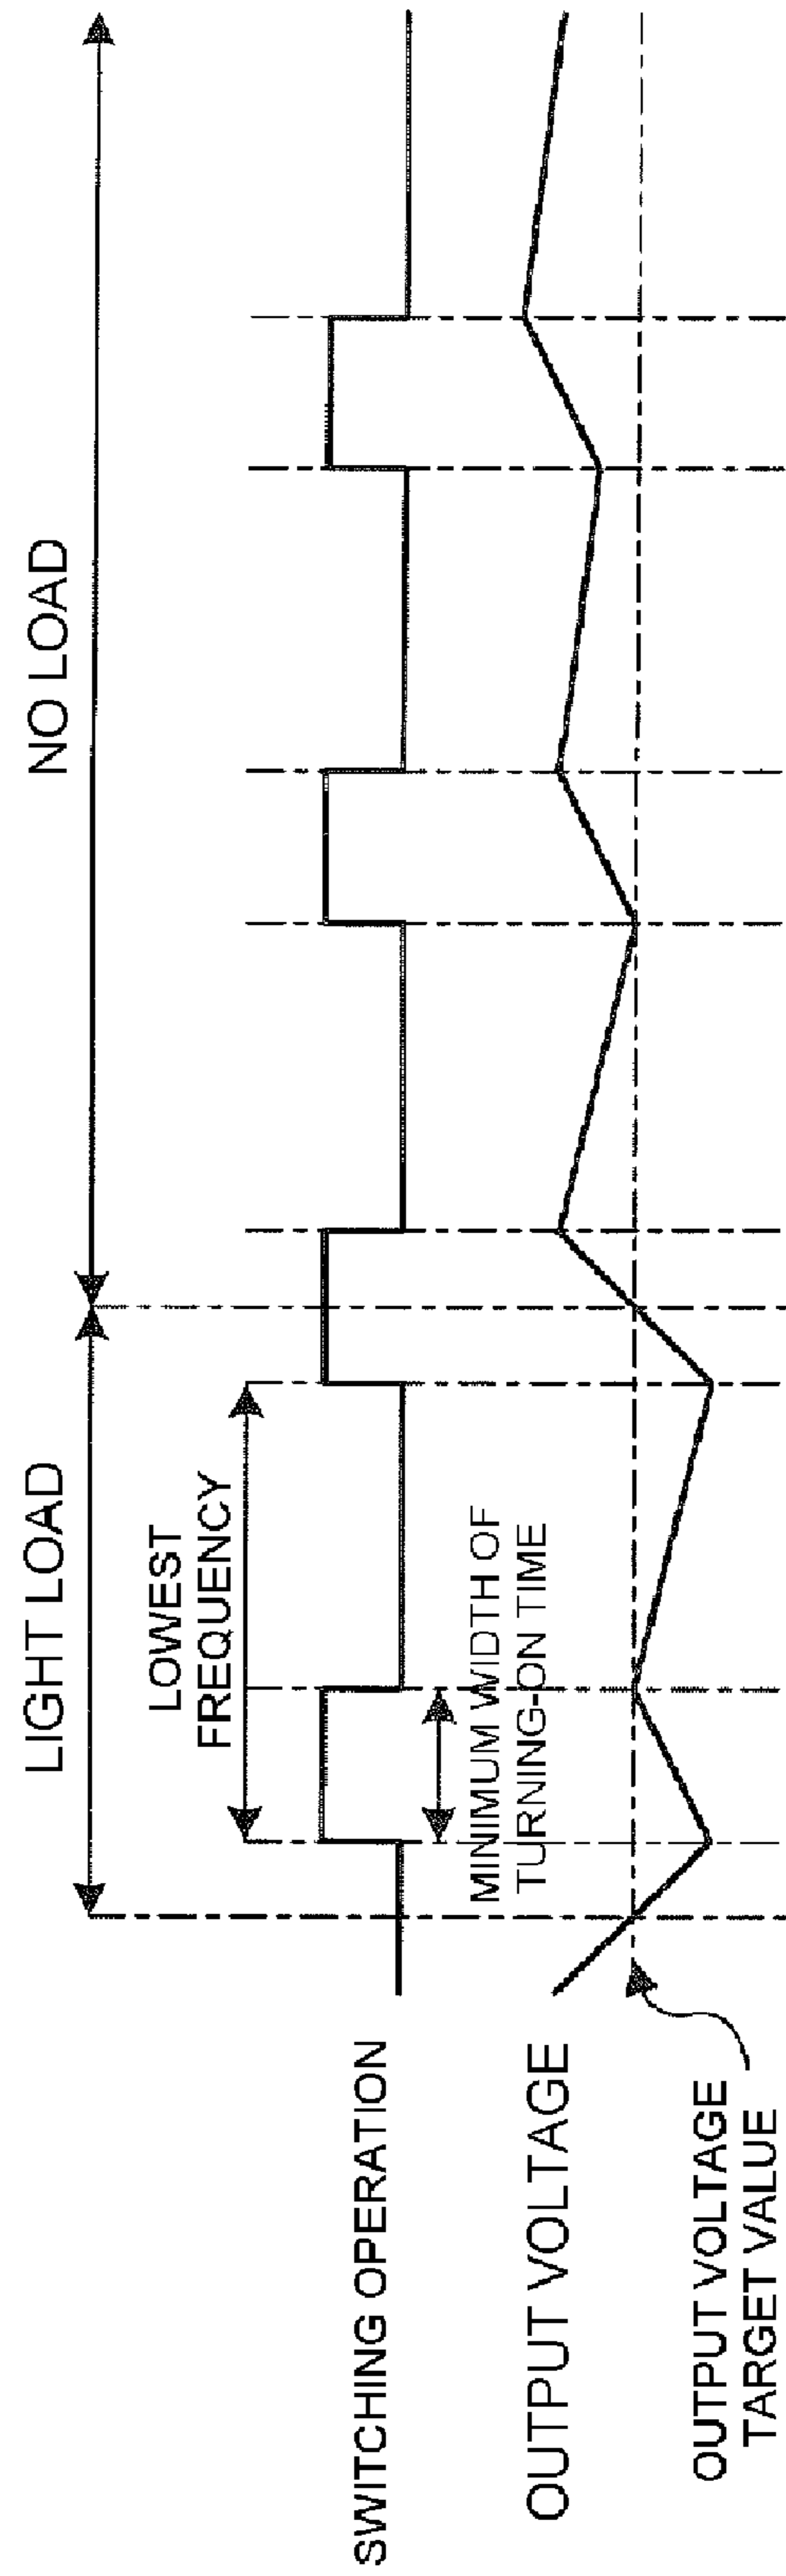 LIGHT LOAD
NO LOAD
LOWEST
FREQUENCY
SWITCHING OPERATION
MINIMUM WIDTH OF
TURNING-ON TIME
OUTPUT VOLTAGE
OUTPUT VOLTAGE
TARGET VALUE